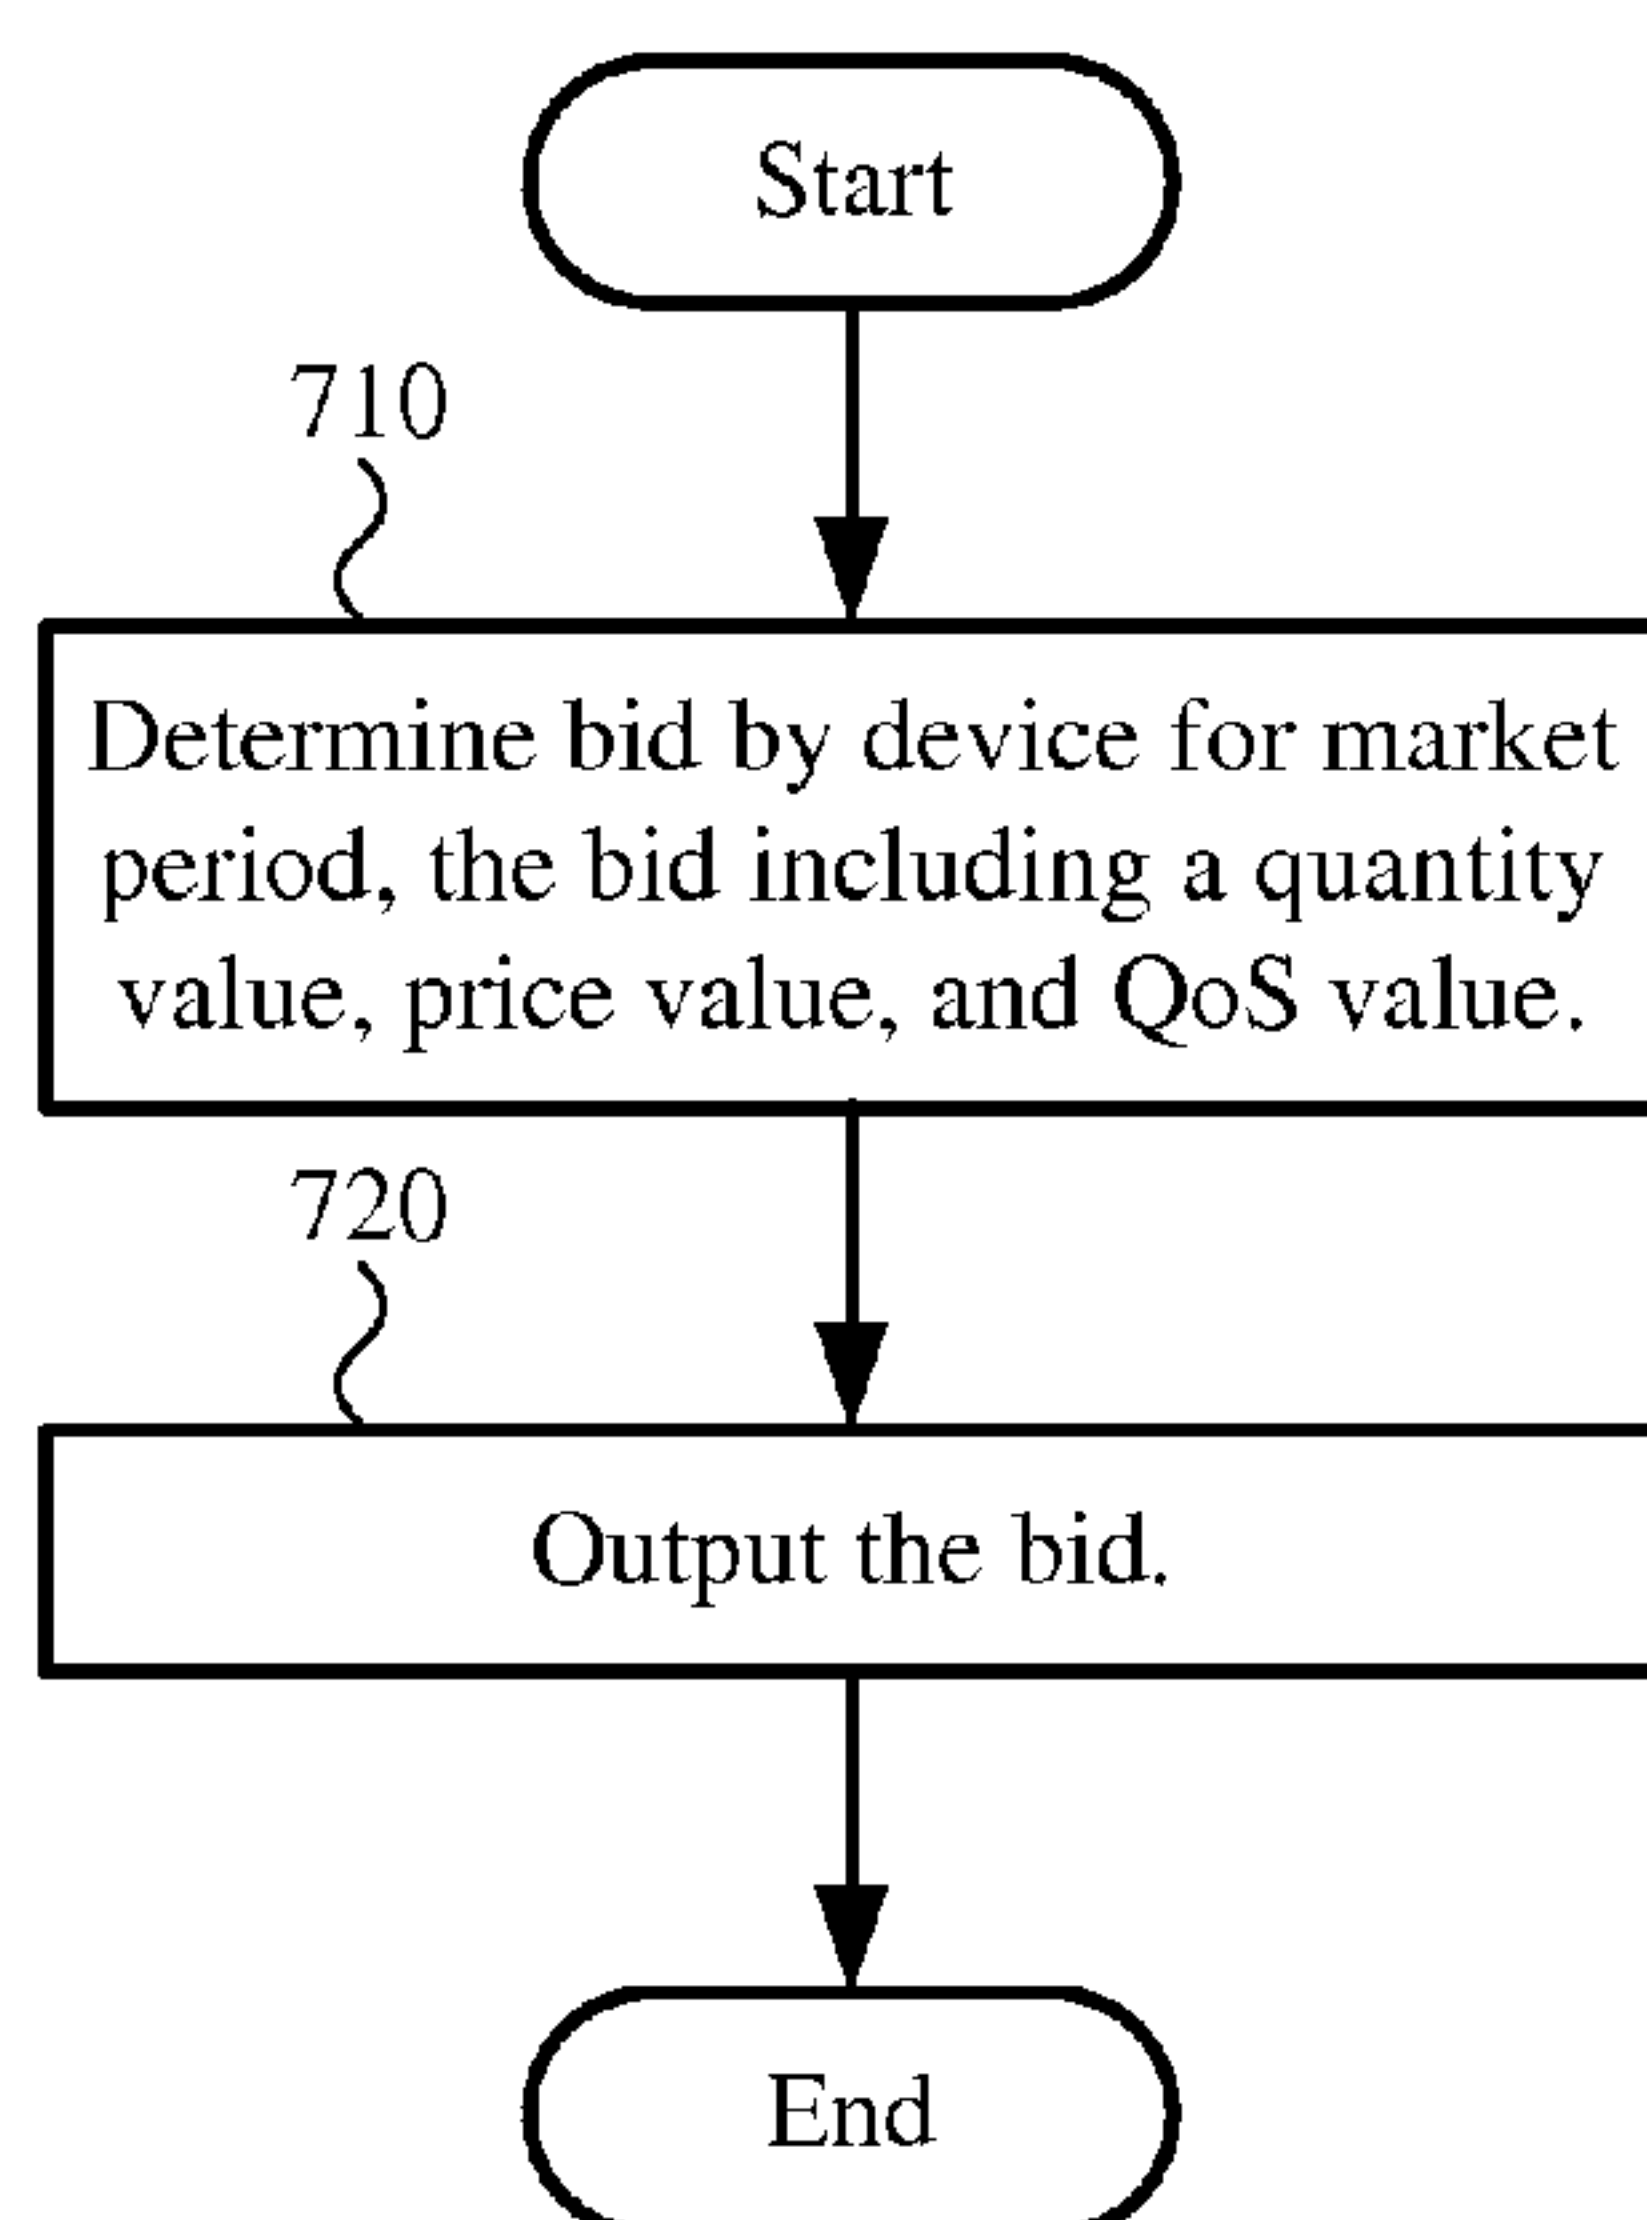 Start
710
Determine bid by device for market
period, the bid including a quantity
value, price value, and QoS value.
720
Output the bid.
End